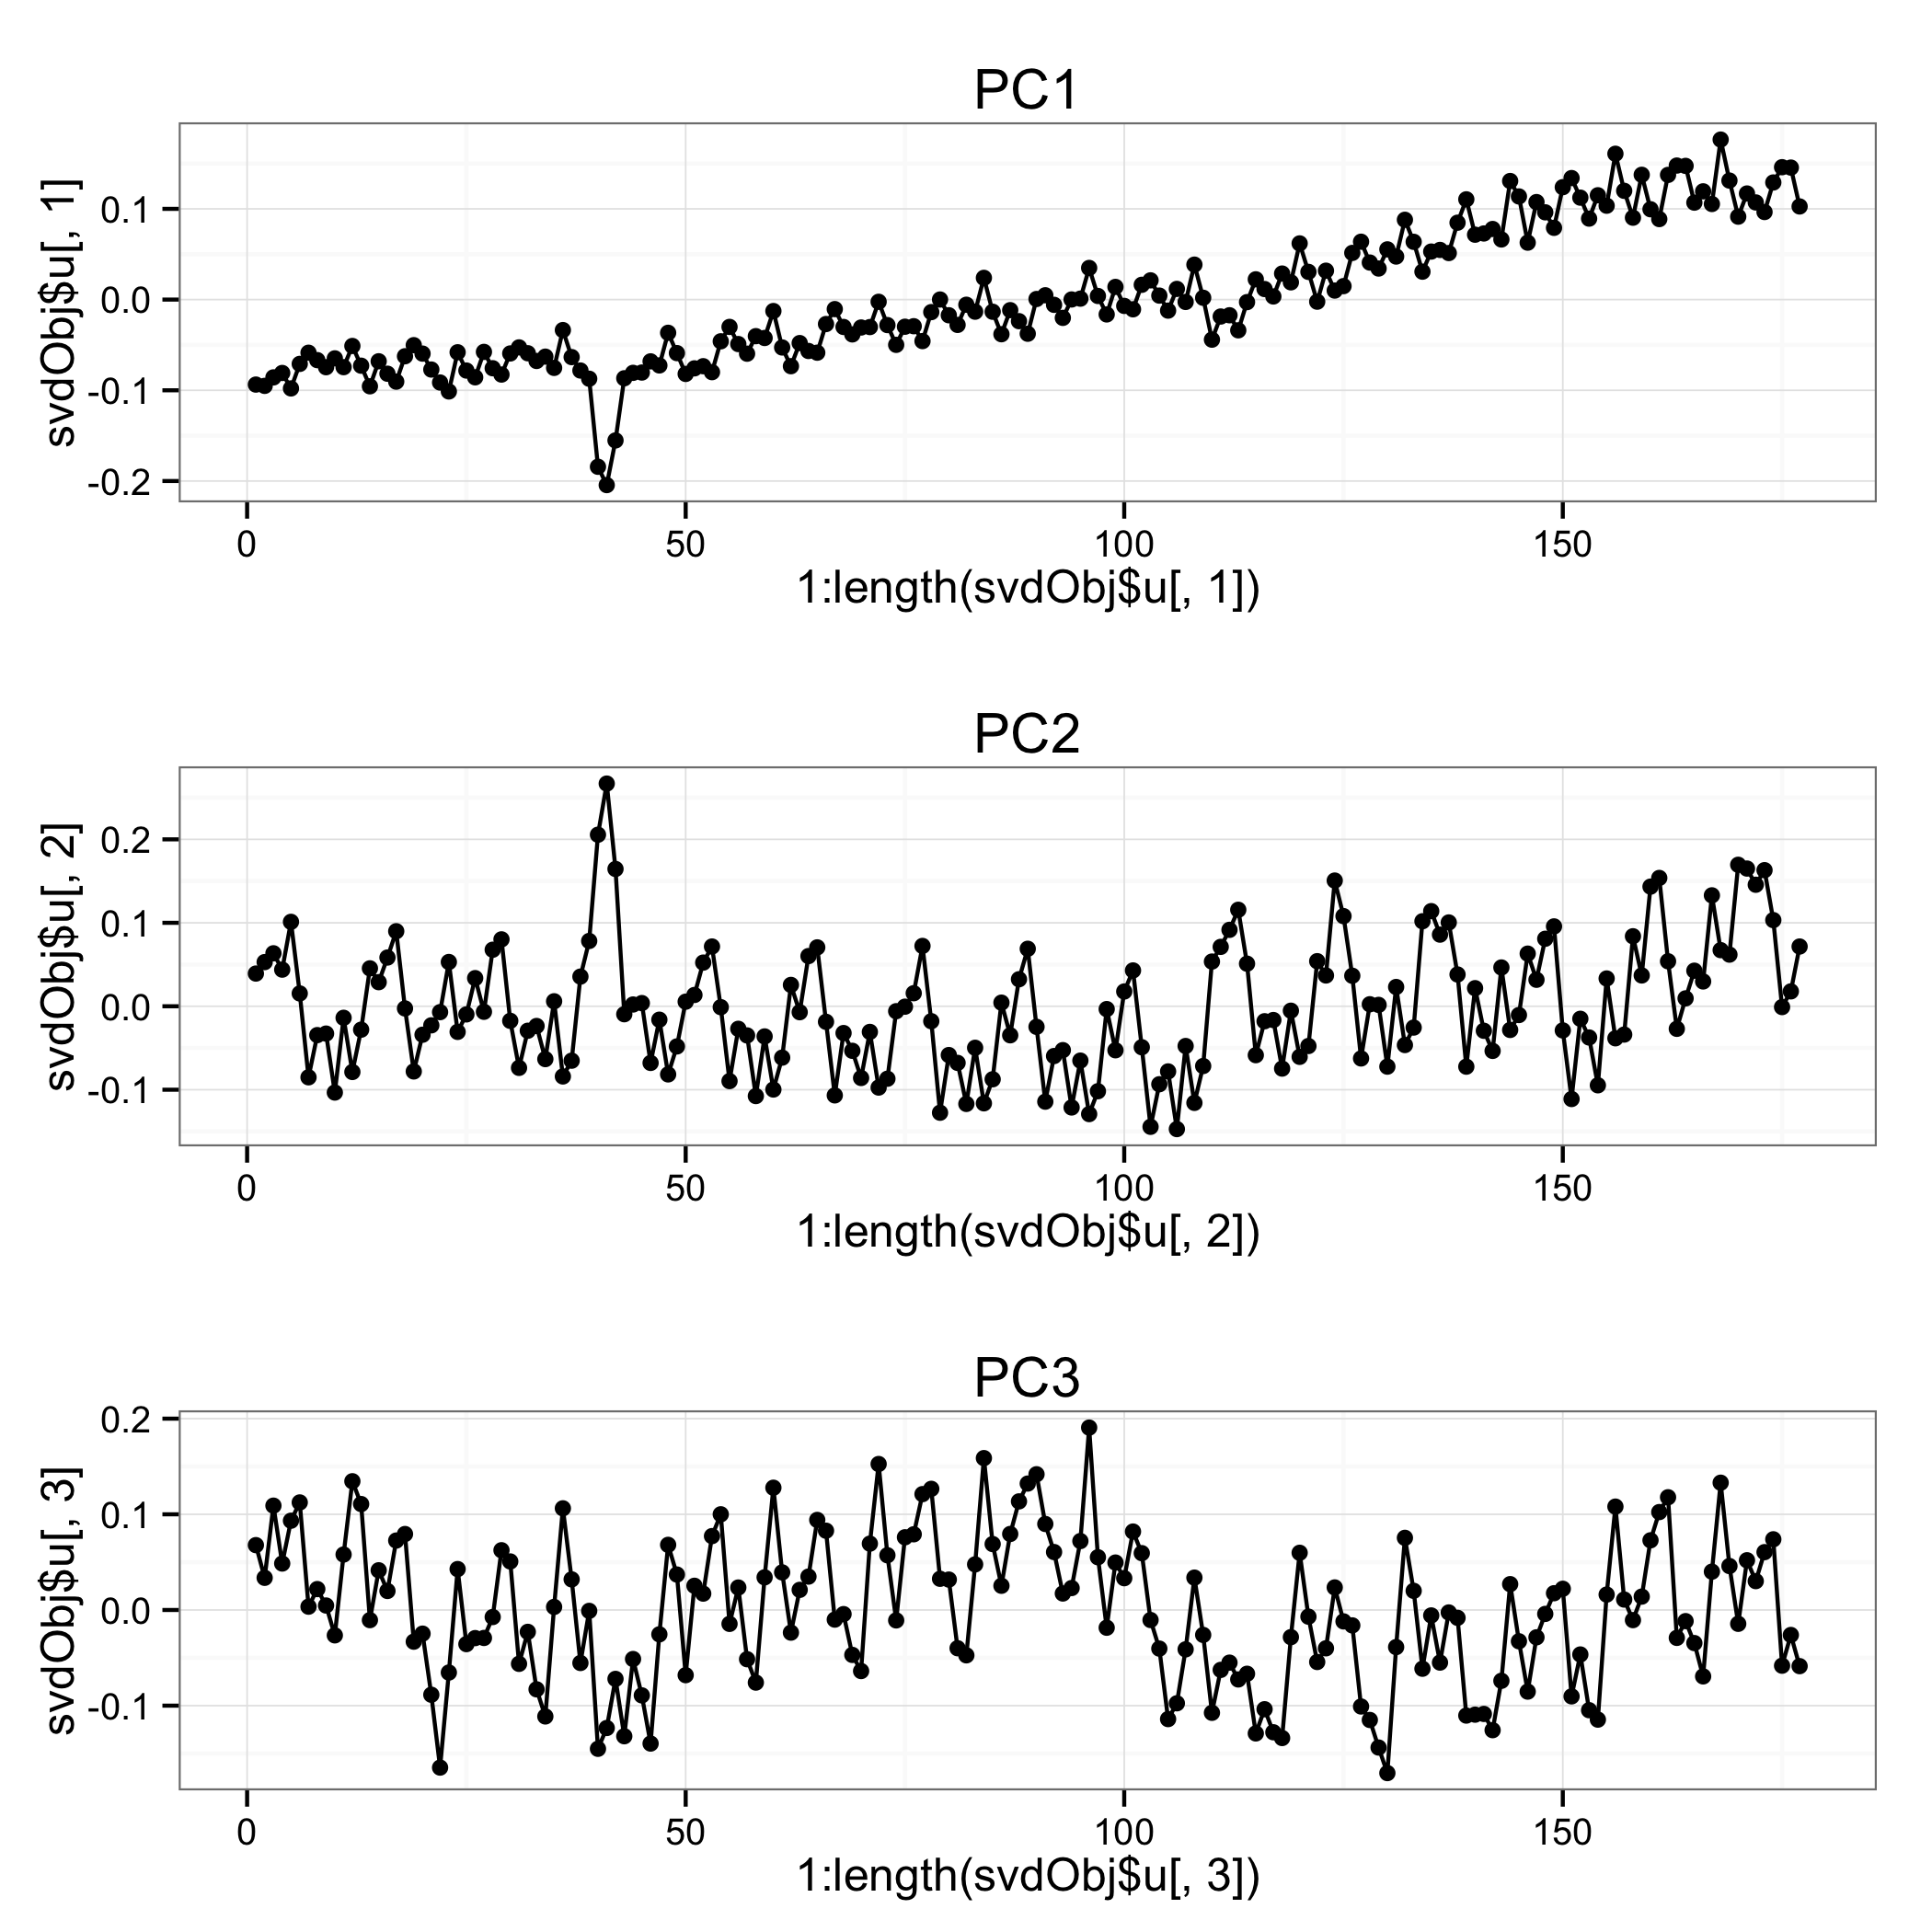 PC1
svdObj$u[, 1]
0.1
0.0
-0.1
-0.2
0 50 100 150
1:length(svdObj$u[, 1])
PC2
svdObj$u[, 2]
0.2
0.1
0.0
-0.1
0 50 100 150
1:length(svdObj$u[, 2])
PC3
svdObj$u[, 3]
0.2
0.1
0.0
-0.1
0 50 100 150
1:length(svdObj$u[, 3])